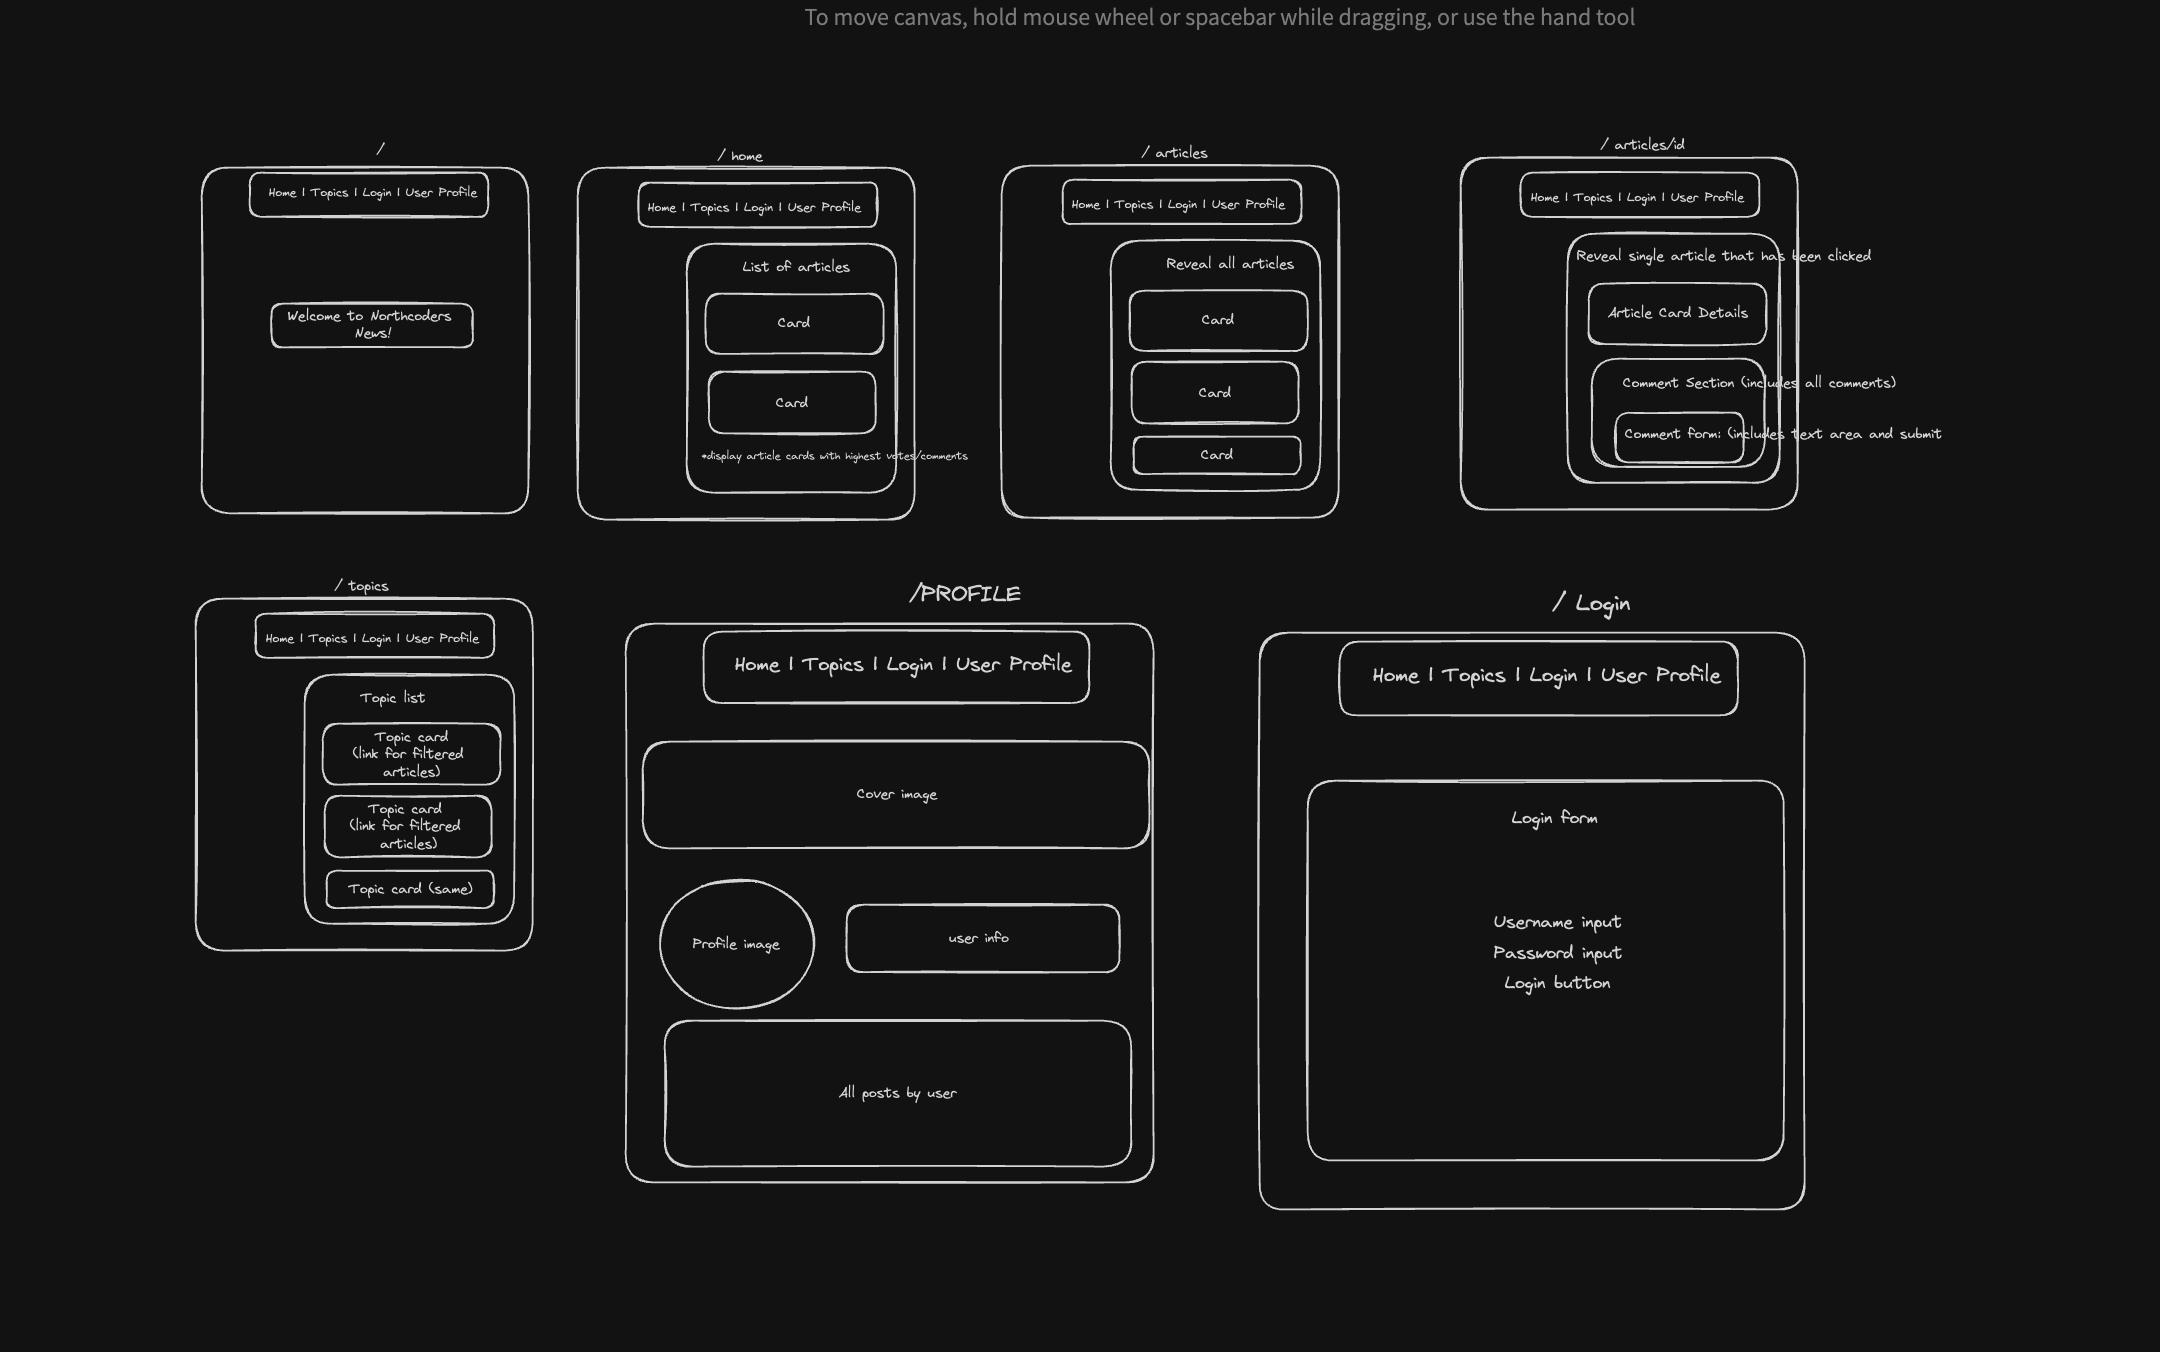 To move canvas, hold mouse wheel or spacebar while dragging, or use the hand tool
/
Home | Topics | Login | User Profile
Welcome to Northcoders
News!
/ home
Home | Topics | Login | User Profile
List of articles
Card
Card
*display article cards with highest votes/comments
/ articles
Home | Topics | Login | User Profile
Reveal all articles
Card
Card
Card
/ articles/id
Home | Topics | Login | User Profile
Reveal single article that has been clicked
Article Card Details
Comment Section (includes all comments)
Comment form: (includes text area and submit
/ topics
Home | Topics | Login | User Profile
Topic list
Topic card
(link for filtered
articles)
Topic card
(link for filtered
articles)
Topic card (same)
/PROFILE
Home | Topics | Login | User Profile
Cover image
Profile image
user info
All posts by user
/ Login
Home | Topics | Login | User Profile
Login form
Username input
Password input
Login button